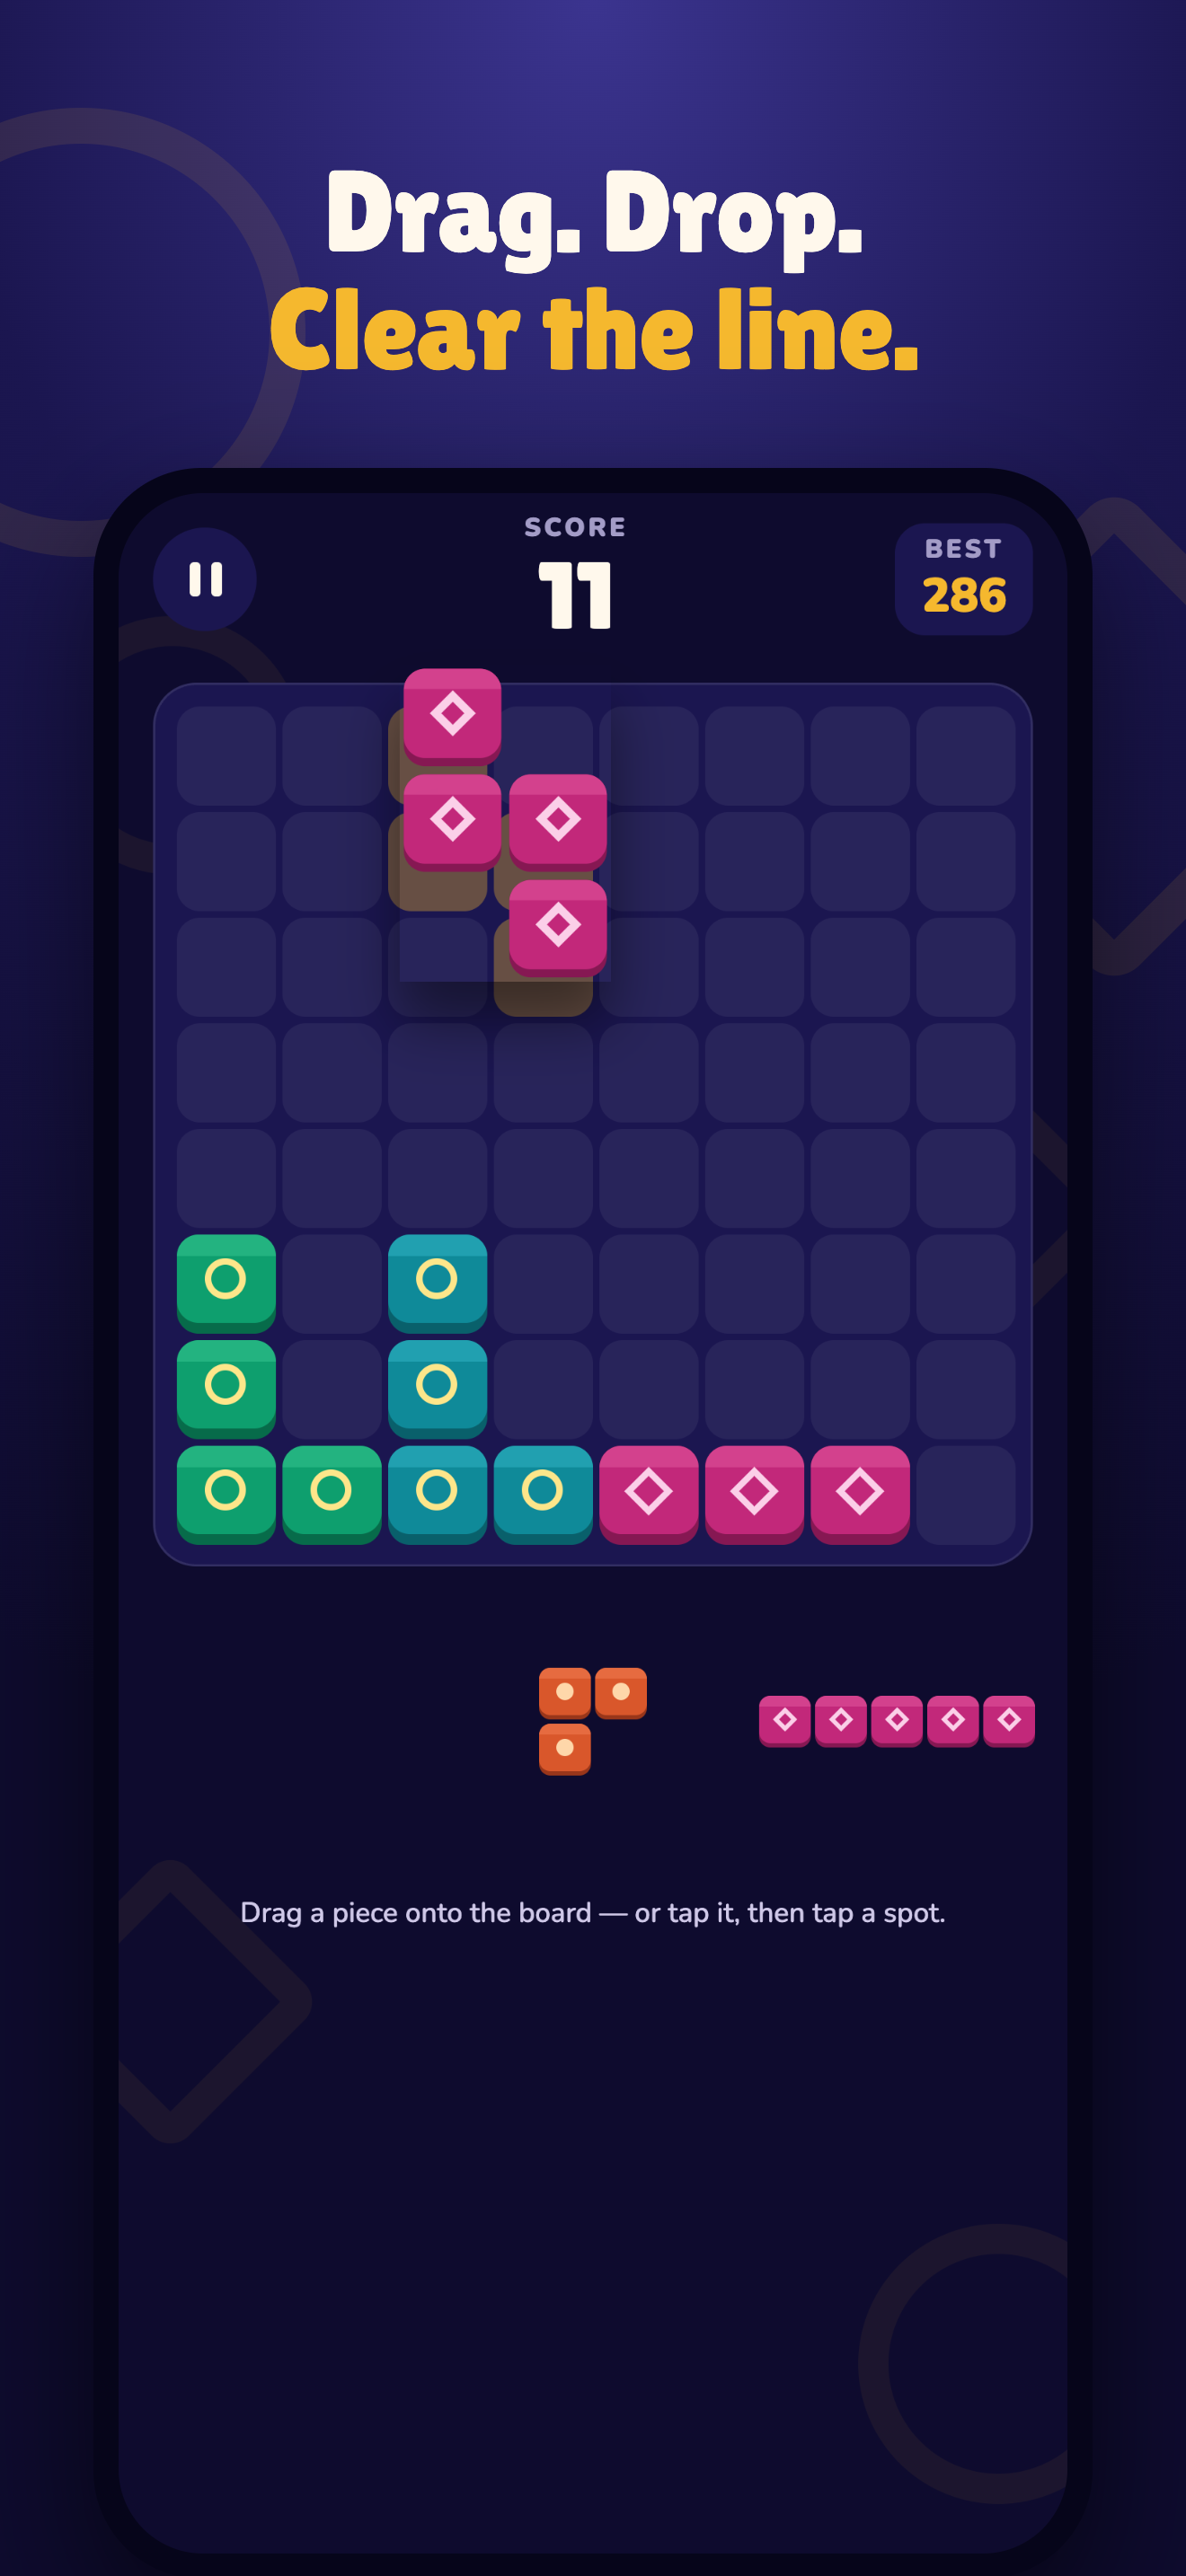 Drag. Drop.
Clear the line.
SCORE
11
BEST
286
Drag a piece onto the board — or tap it, then tap a spot.